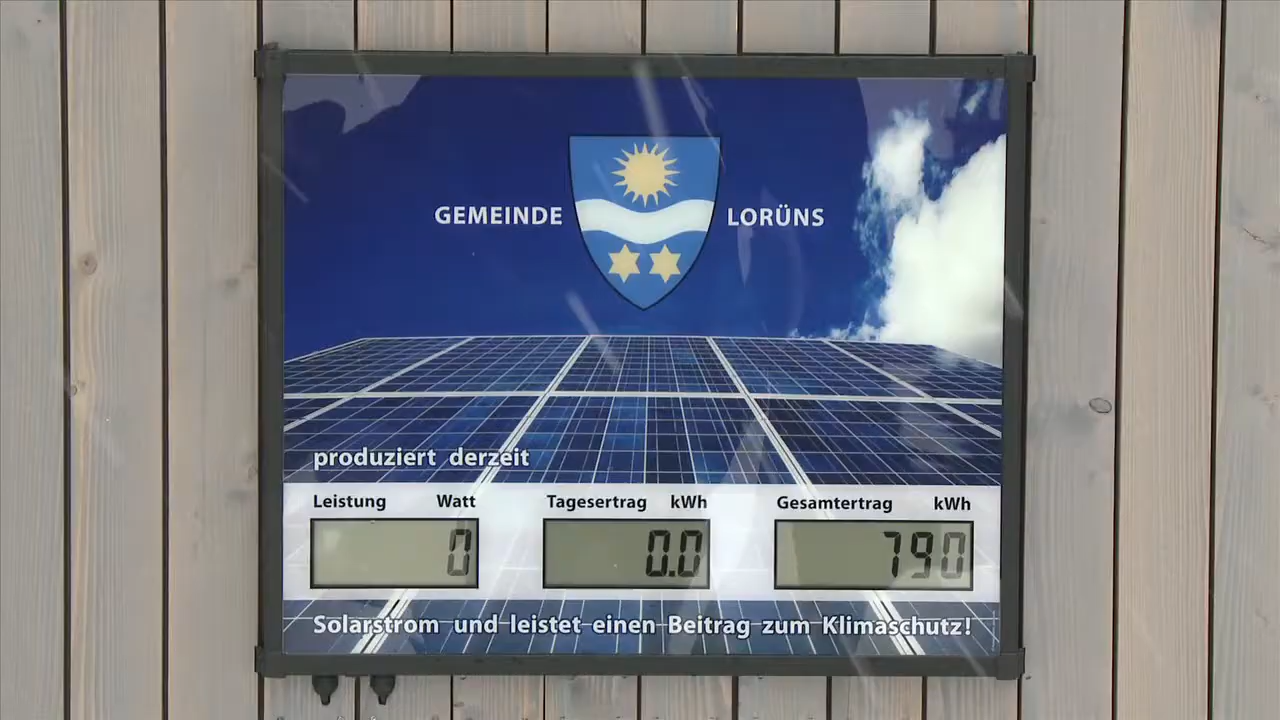 GEMEINDE LORÜNS
produziert derzeit
Leistung Watt Tagesertrag kWh Gesamtertrag kWh
0 0.0 790
Solarstrom und leistet einen Beitrag zum Klimaschutz!